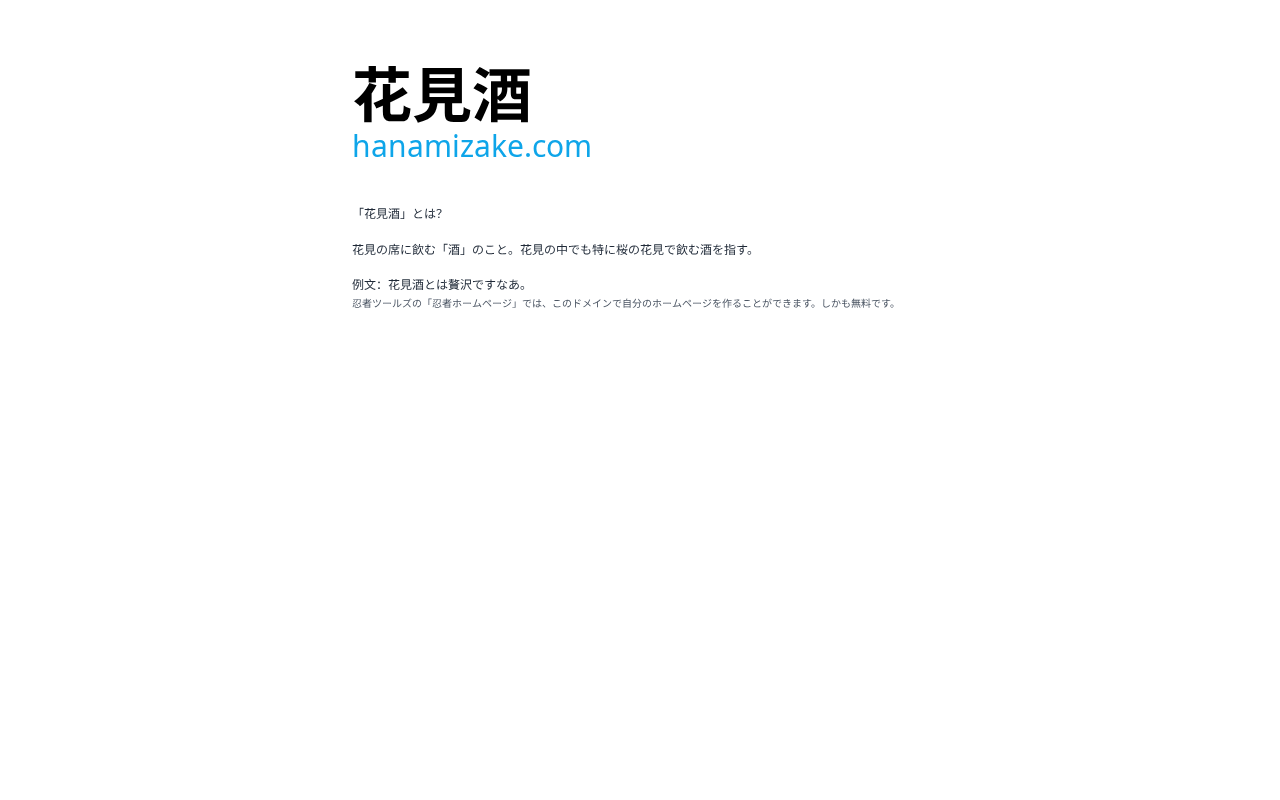 花見酒
hanamizake.com
「花見酒」とは？
花見の席に飲む「酒」のこと。花見の中でも特に桜の花見で飲む酒を指す。
例文：花見酒とは贅沢ですなあ。
忍者ツールズの「忍者ホームページ」では、このドメインで自分のホームページを作ることができます。しかも無料です。